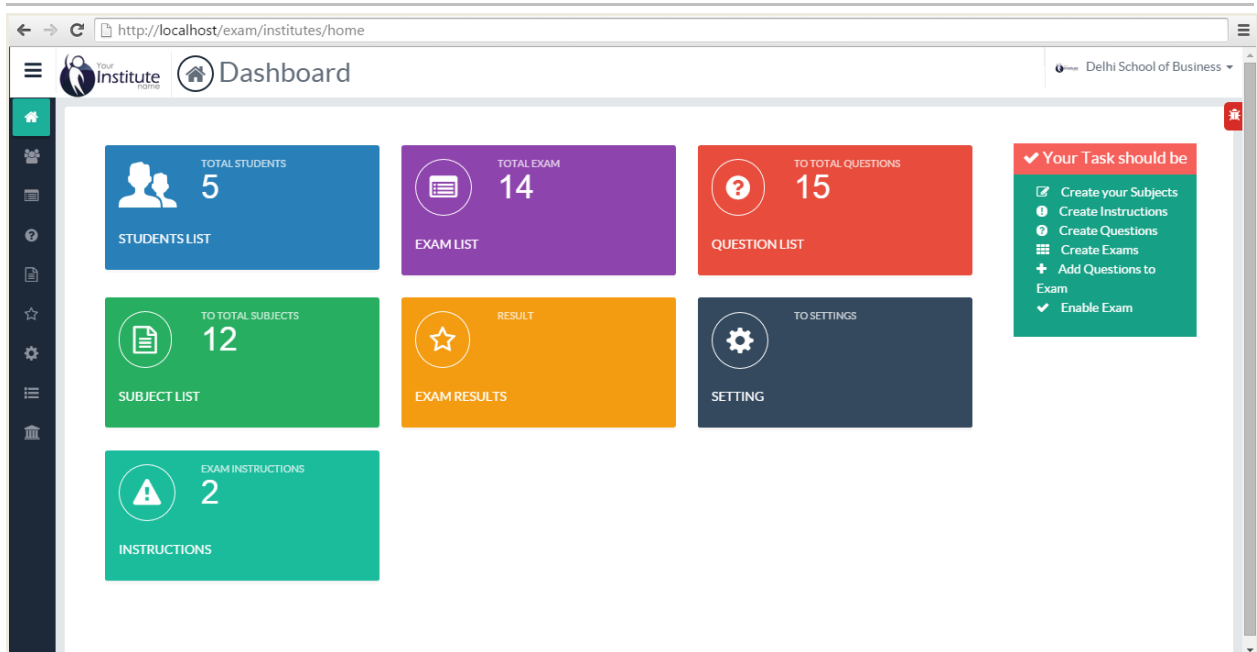 http://localhost/exam/institutes/home
Your
Institute
name
Dashboard
Delhi School of Business
TOTAL STUDENTS
5
STUDENTS LIST
TOTAL EXAM
14
EXAM LIST
TO TOTAL QUESTIONS
15
QUESTION LIST
TO TOTAL SUBJECTS
12
SUBJECT LIST
RESULT
EXAM RESULTS
TO SETTINGS
SETTING
EXAM INSTRUCTIONS
2
INSTRUCTIONS
Your Task should be
Create your Subjects
Create Instructions
Create Questions
Create Exams
Add Questions to
Exam
Enable Exam